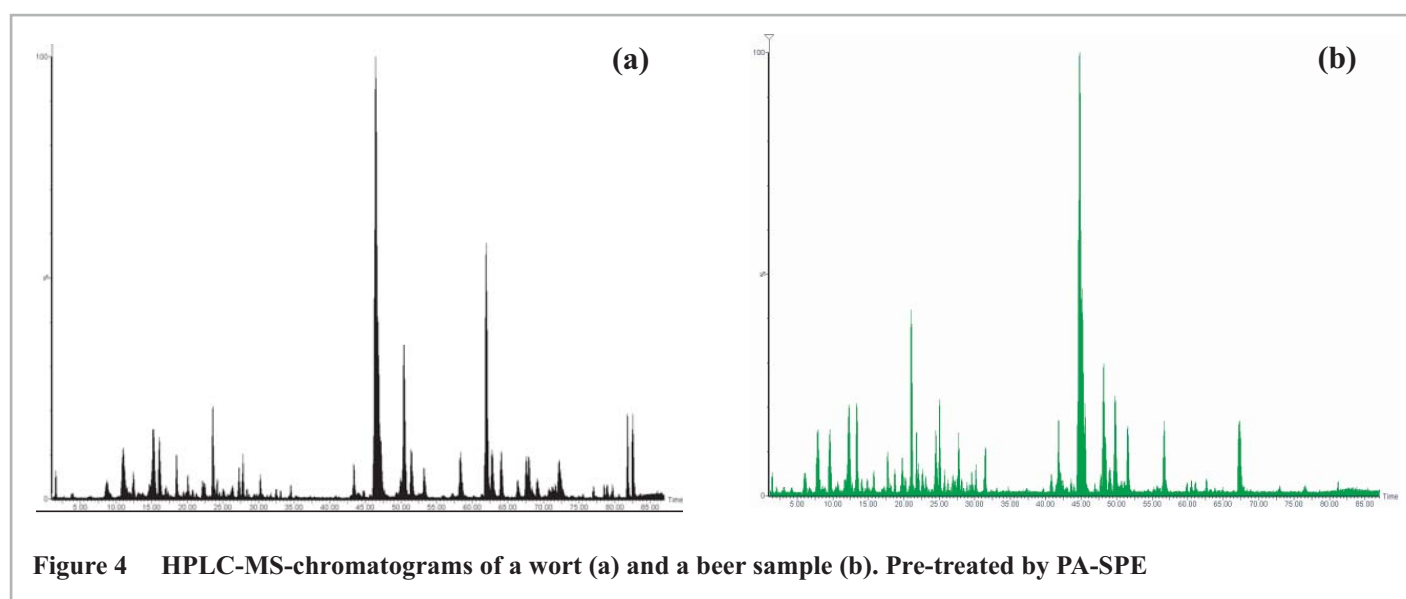 (a)
100
%
Time
5.00 10.00 15.00 20.00 25.00 30.00 35.00 40.00 45.00 50.00 55.00 60.00 65.00 70.00 75.00 80.00 85.00
0
(b)
100
%
Time
5.00 10.00 15.00 20.00 25.00 30.00 35.00 40.00 45.00 50.00 55.00 60.00 65.00 70.00 75.00 80.00 85.00
0
Figure 4 HPLC-MS-chromatograms of a wort (a) and a beer sample (b). Pre-treated by PA-SPE